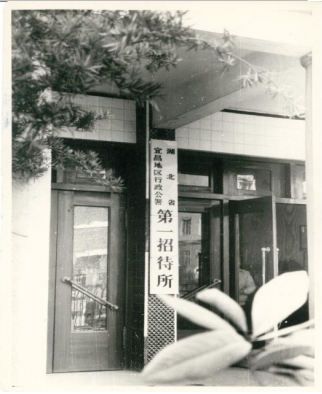 湖北省
宜昌地区行政公署
第一招待所